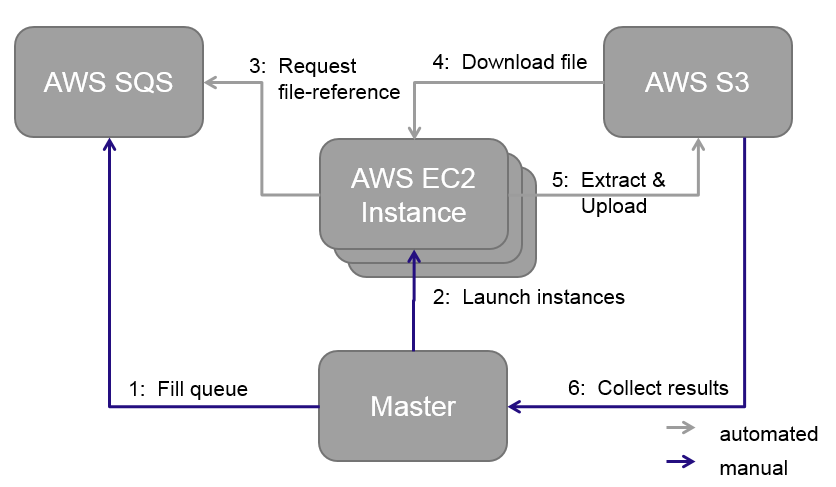 AWS SQS
3: Request
file-reference
4: Download file
AWS S3
AWS EC2
Instance
5: Extract &
Upload
2: Launch instances
1: Fill queue
Master
6: Collect results
automated
manual